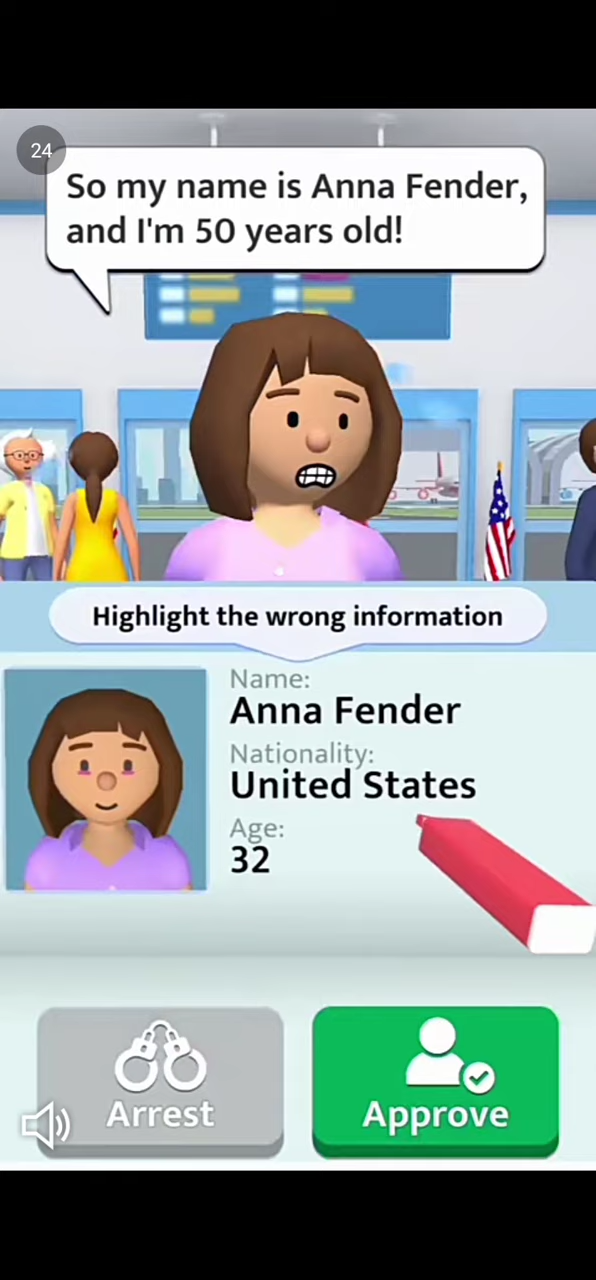 24
So my name is Anna Fender,
and I'm 50 years old!
Highlight the wrong information
Name:
Anna Fender
Nationality:
United States
Age:
32
Arrest
Approve